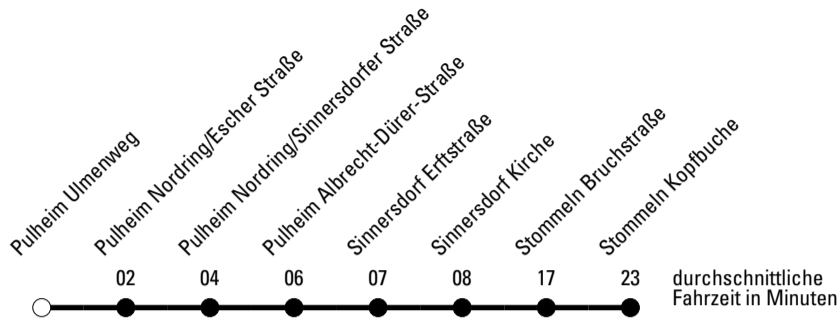 Pulheim Ulmenweg
Pulheim Nordring/Escher Straße
Pulheim Nordring/Sinnersdorfer Straße
Pulheim Albrecht-Dürer-Straße
Sinnersdorf Erftstraße
Sinnersdorf Kirche
Stommeln Bruchstraße
Stommeln Kopfbuche
02 04 06 07 08 17 23
durchschnittliche
Fahrzeit in Minuten